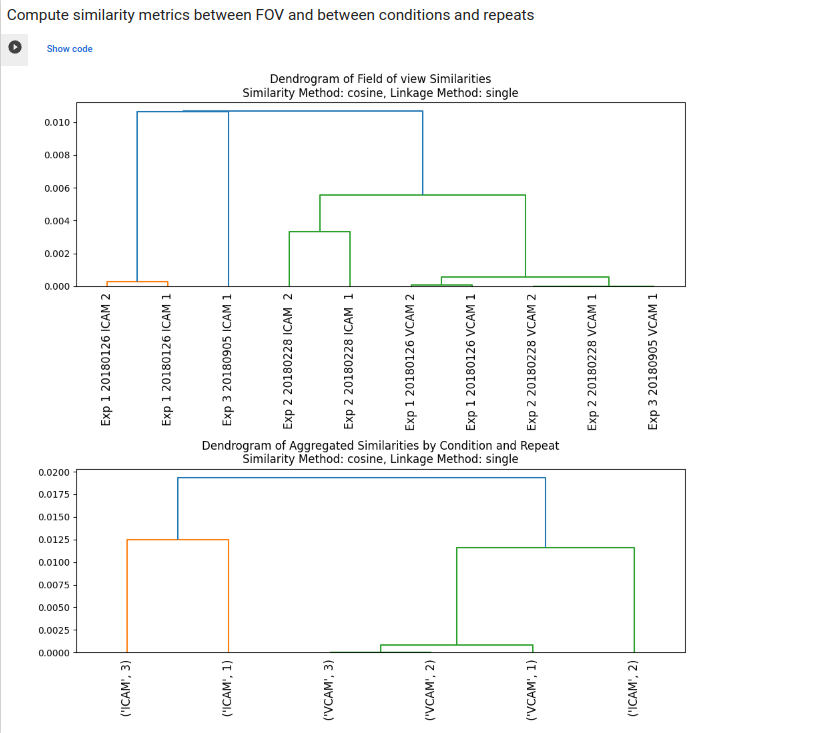 Compute similarity metrics between FOV and between conditions and repeats
Show code
Dendrogram of Field of view Similarities
Similarity Method: cosine, Linkage Method: single
0.010
0.008
0.006
0.004
0.002
0.000
Exp 1 20180126 ICAM 2
Exp 1 20180126 ICAM 1
Exp 3 20180905 ICAM 1
Exp 2 20180228 ICAM  2
Exp 2 20180228 ICAM  1
Exp 1 20180126 VCAM 2
Exp 1 20180126 VCAM 1
Exp 2 20180228 VCAM 2
Exp 2 20180228 VCAM 1
Exp 3 20180905 VCAM 1
Dendrogram of Aggregated Similarities by Condition and Repeat
Similarity Method: cosine, Linkage Method: single
0.0200
0.0175
0.0150
0.0125
0.0100
0.0075
0.0050
0.0025
0.0000
('ICAM', 3)
('ICAM', 1)
('VCAM', 3)
('VCAM', 2)
('VCAM', 1)
('ICAM', 2)